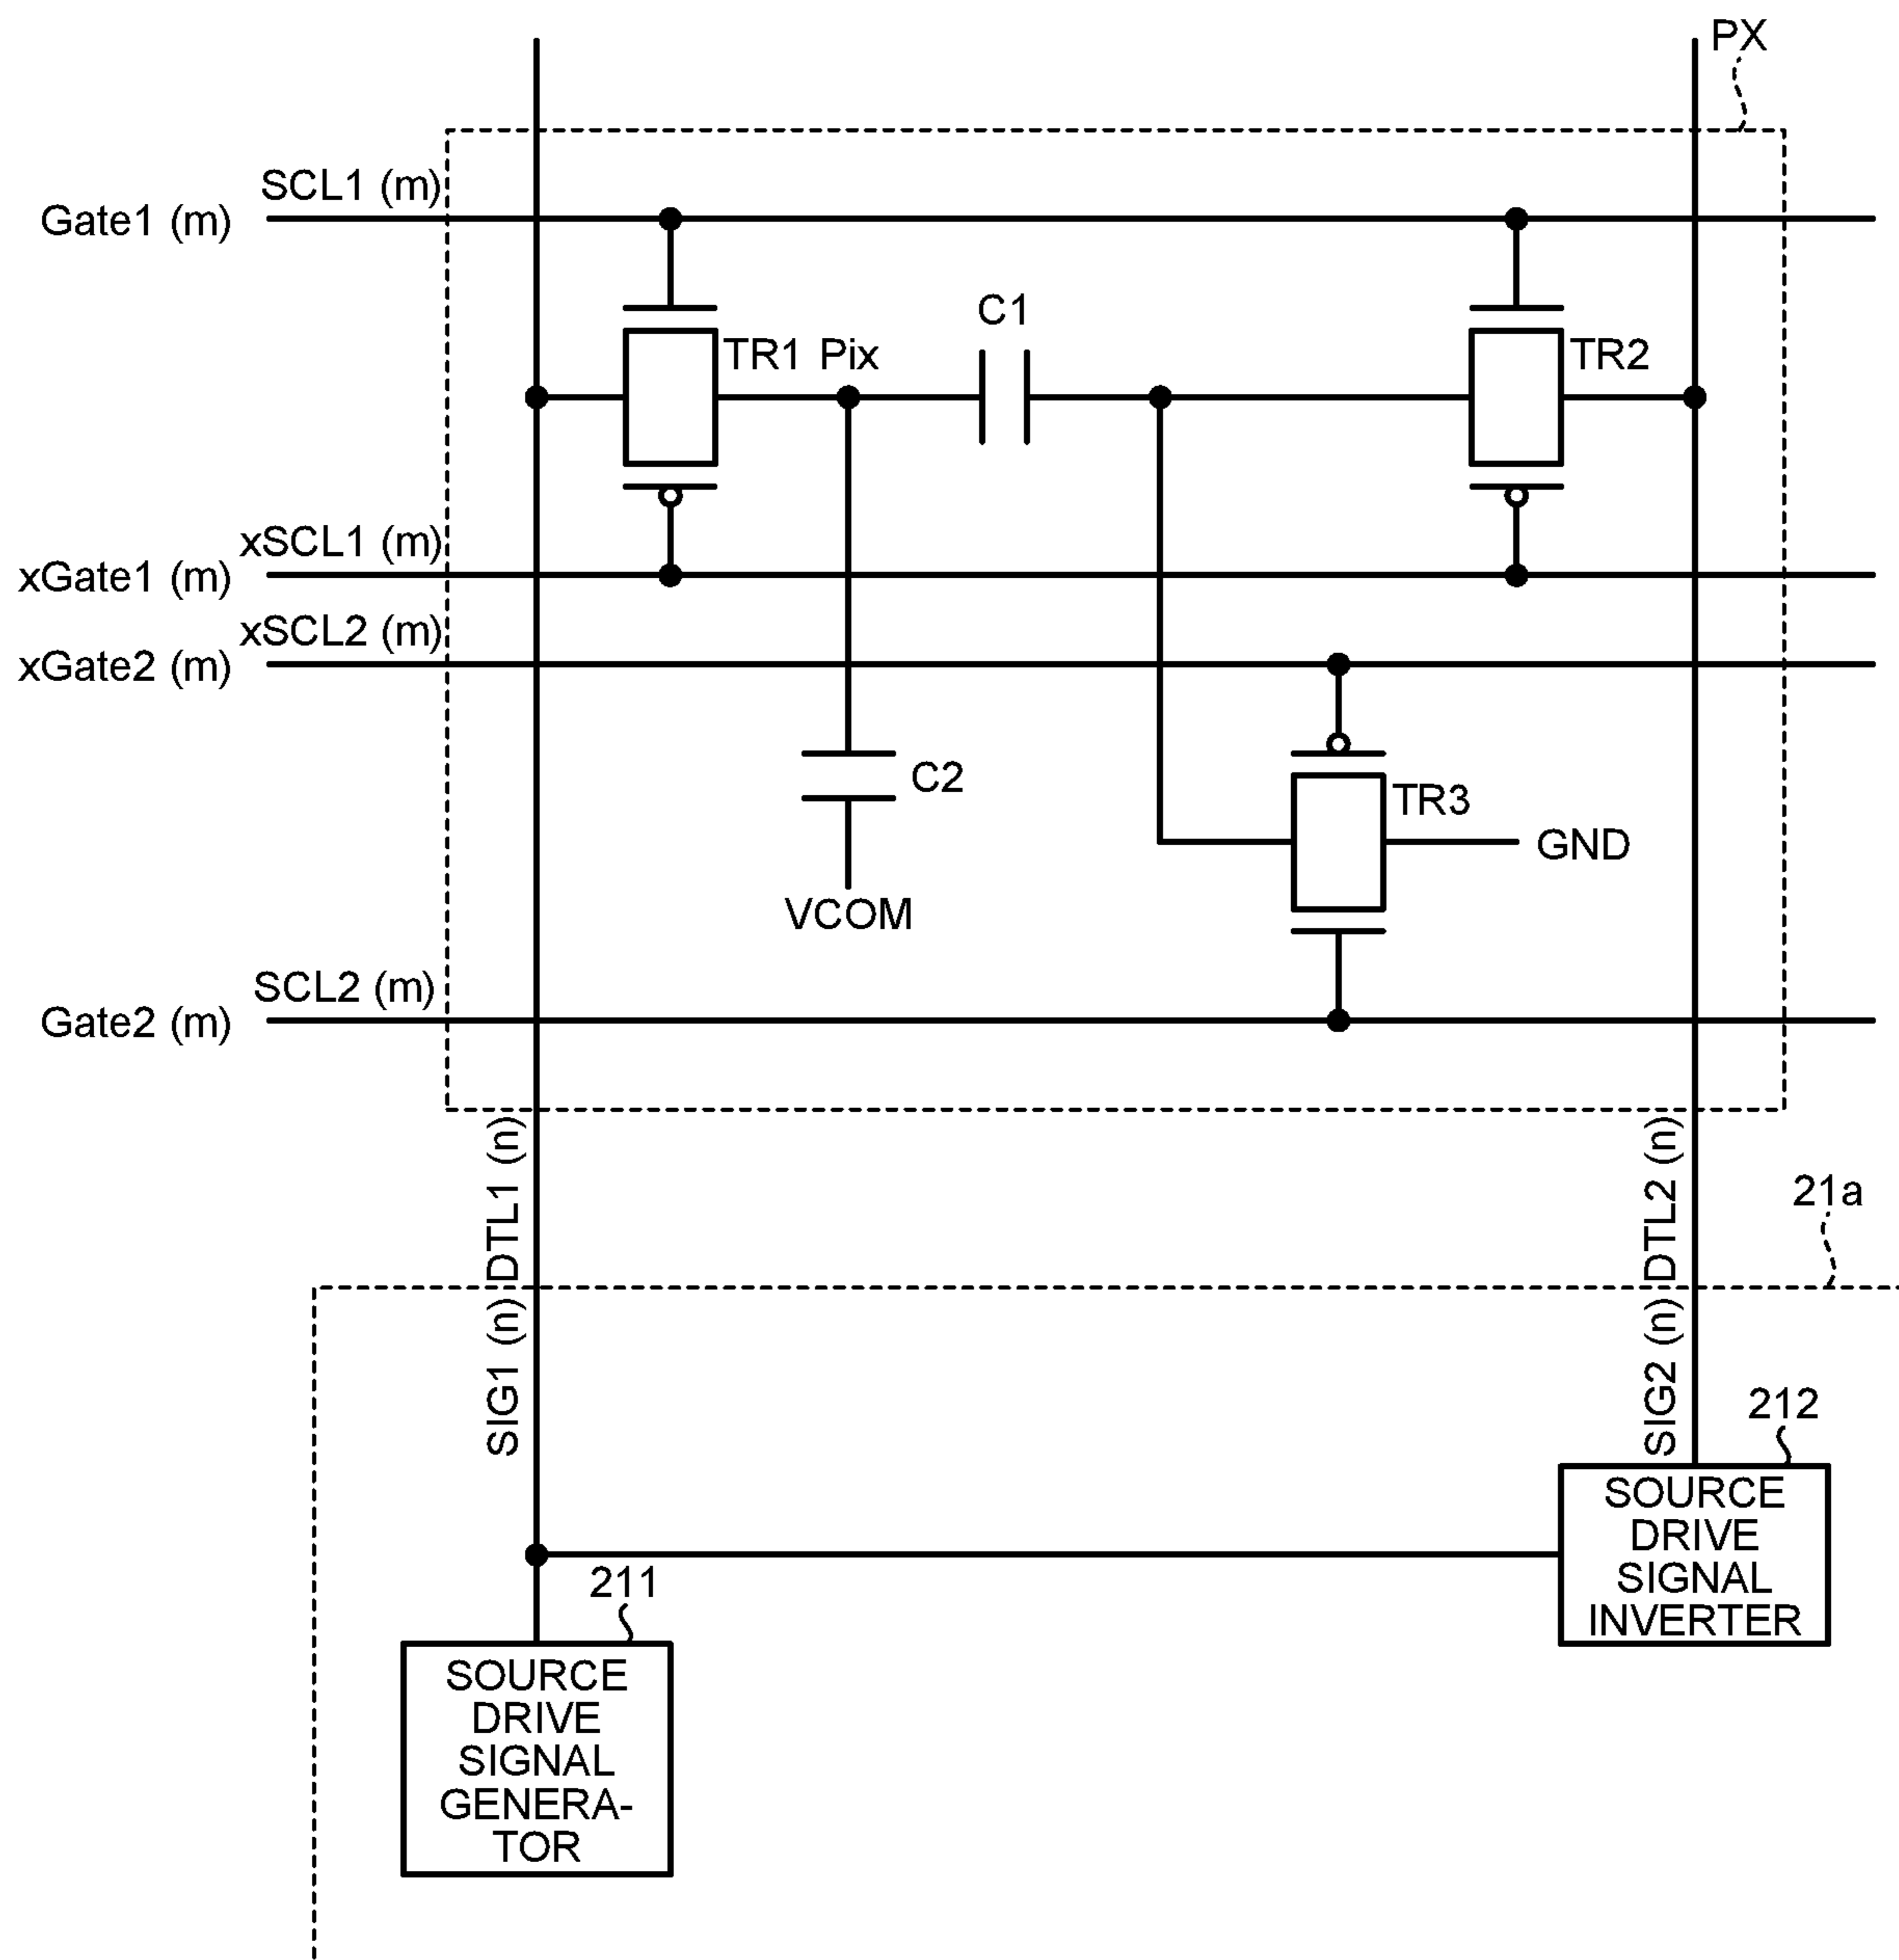 PX
SCL1 (m)
Gate1 (m)
C1
TR1 Pix
TR2
xSCL1 (m)
xGate1 (m)
xSCL2 (m)
xGate2 (m)
C2
TR3
GND
VCOM
SCL2 (m)
Gate2 (m)
DTL1 (n)
DTL2 (n)
21a
SIG1 (n)
SIG2 (n)
212
SOURCE
DRIVE
SIGNAL
INVERTER
211
SOURCE
DRIVE
SIGNAL
GENERA-
TOR